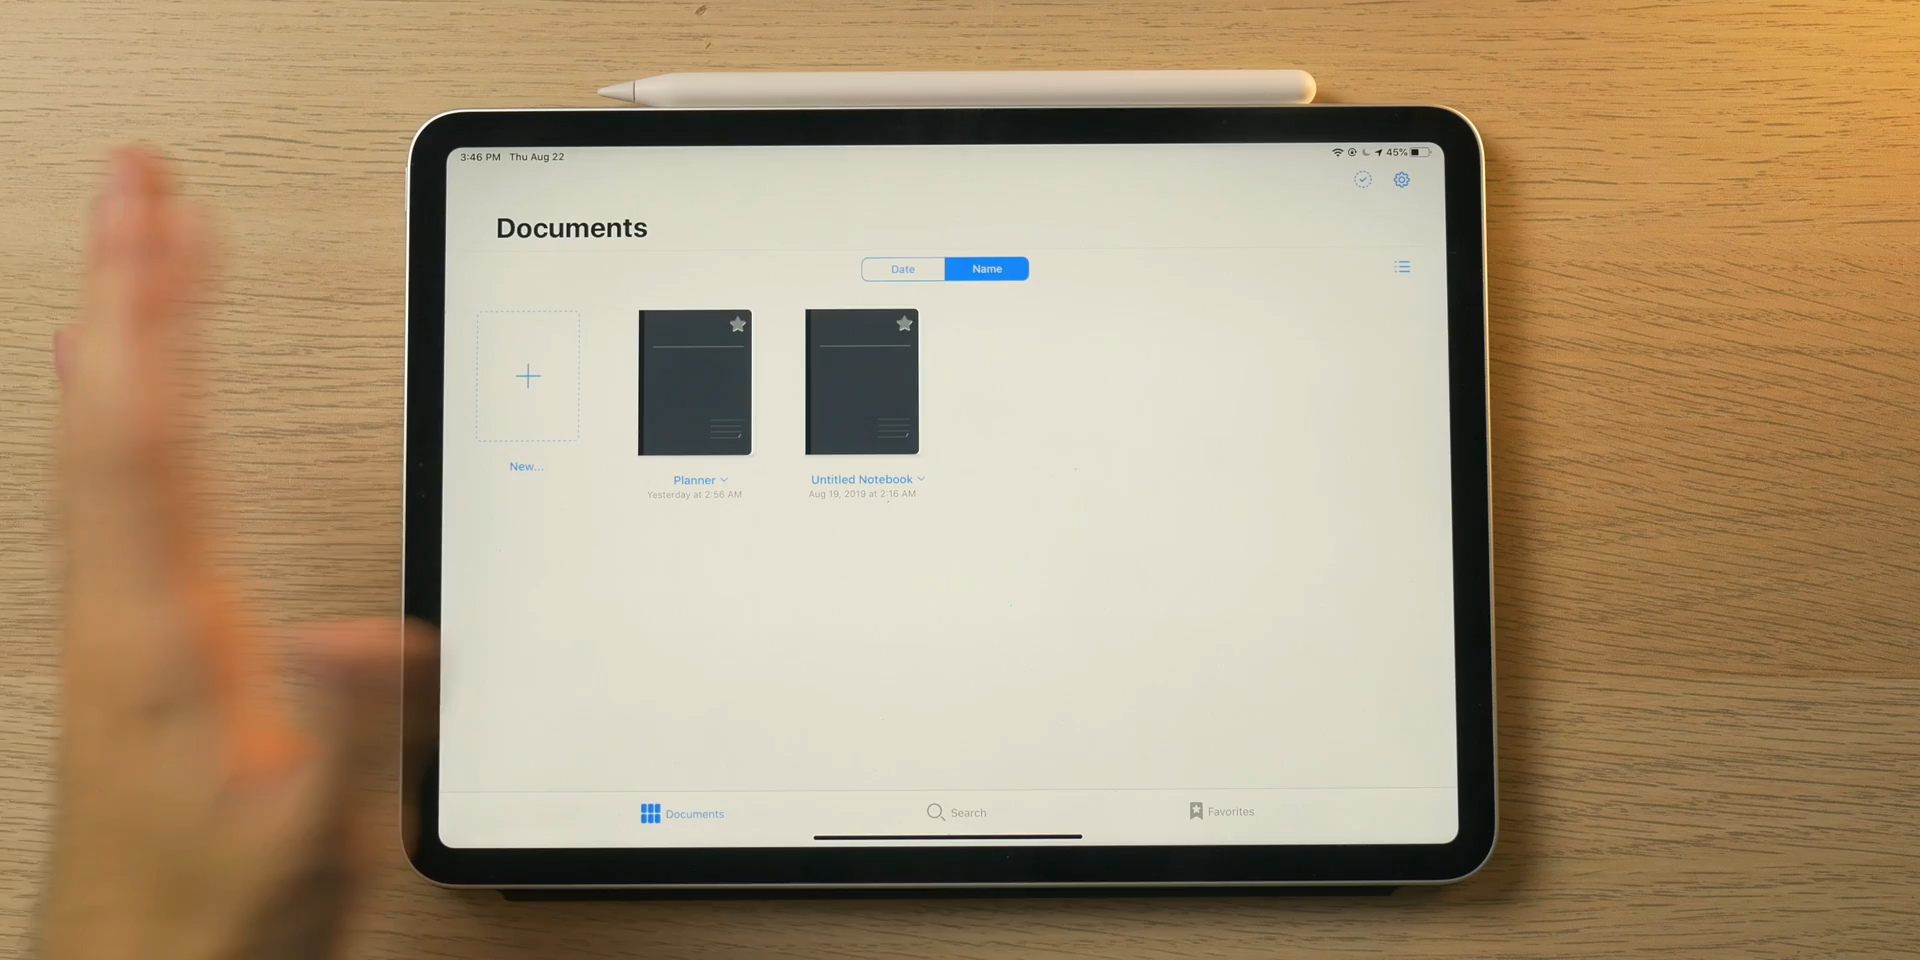 3:46 PM Thu Aug 22
45%
Documents
Date Name
New...
Planner
Yesterday at 2:56 AM
Untitled Notebook
Aug 19, 2019 at 2:16 AM
Documents Search Favorites